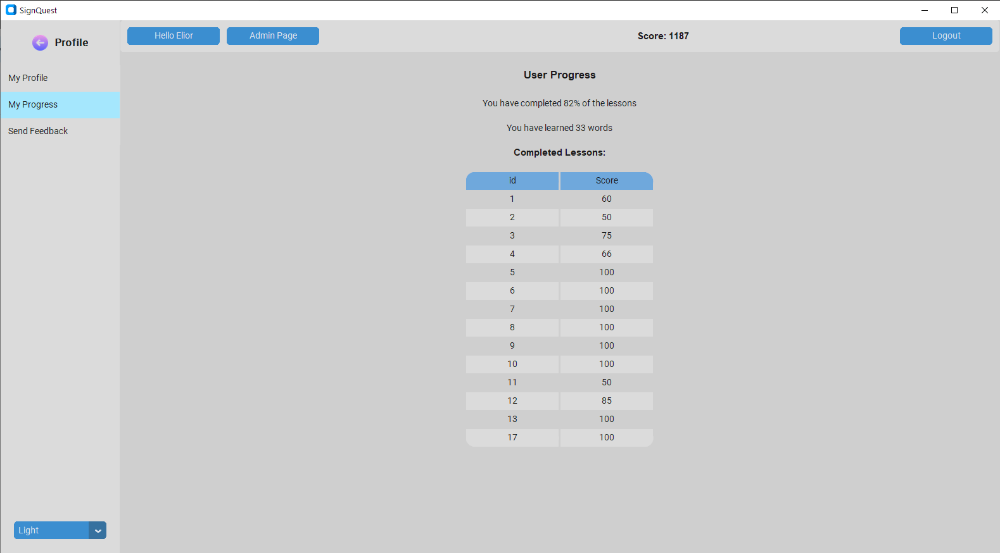 SignQuest
Profile
Hello Elior
Admin Page
Score: 1187
Logout
My Profile
My Progress
Send Feedback
User Progress
You have completed 82% of the lessons
You have learned 33 words
Completed Lessons:
id Score
1 60
2 50
3 75
4 66
5 100
6 100
7 100
8 100
9 100
10 100
11 50
12 85
13 100
17 100
Light